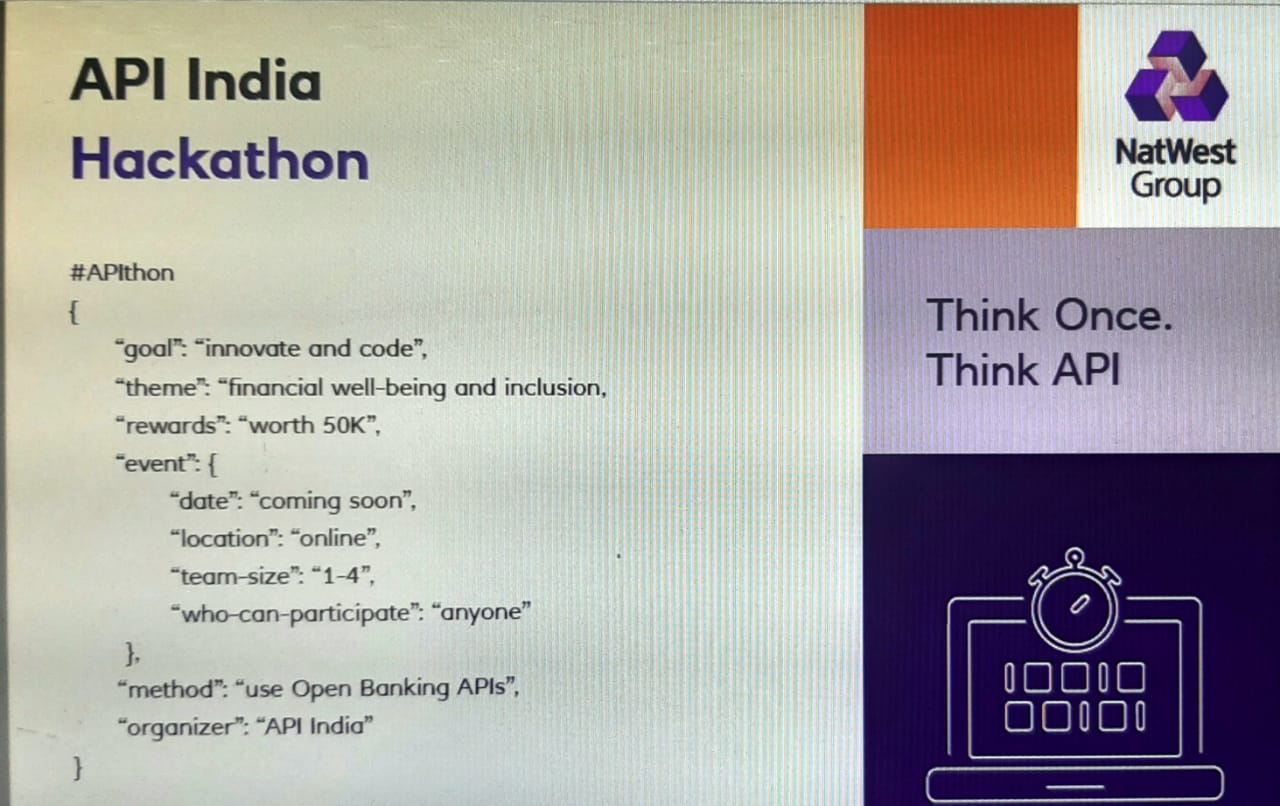 API India
Hackathon
#APIthon
{
“goal”: “innovate and code”,
“theme”: “financial well-being and inclusion,
“rewards”: “worth 50K”,
“event”: {
“date”: “coming soon”,
“location”: “online”,
“team-size”: “1-4”,
“who-can-participate”: “anyone”
},
“method”: “use Open Banking APIs”,
“organizer”: “API India”
}
NatWest
Group
Think Once.
Think API